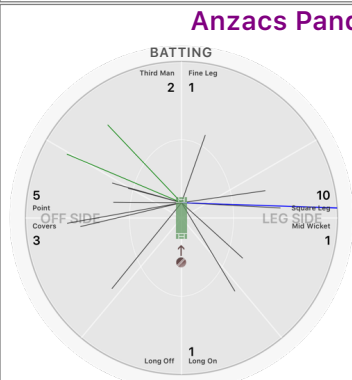 Anzacs Pand
BATTING
Third Man Fine Leg
2 1
5 10
Point Square Leg
OFF SIDE LEG SIDE
Covers Mid Wicket
3 1
1
Long Off Long On